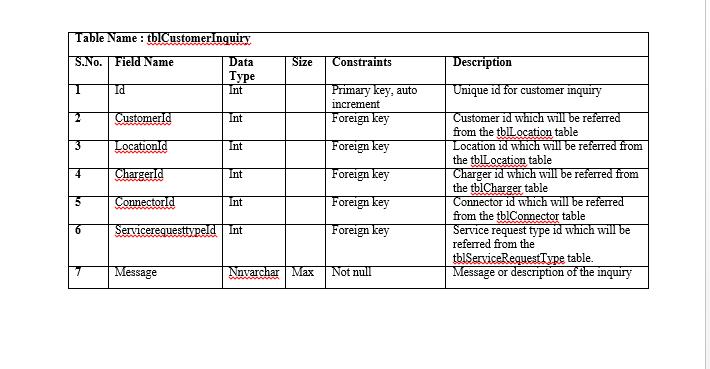 Table Name : tblCustomerInquiry
S.No. Field Name Data Type Size Constraints Description
1 Id Int Primary key, auto increment Unique id for customer inquiry
2 CustomerId Int Foreign key Customer id which will be referred from the tblLocation table
3 LocationId Int Foreign key Location id which will be referred from the tblLocation table
4 ChargerId Int Foreign key Charger id which will be referred from the tblCharger table
5 ConnectorId Int Foreign key Connector id which will be referred from the tblConnector table
6 ServicerequesttypeId Int Foreign key Service request type id which will be referred from the tblServiceRequestType table.
7 Message Nnvarchar Max Not null Message or description of the inquiry